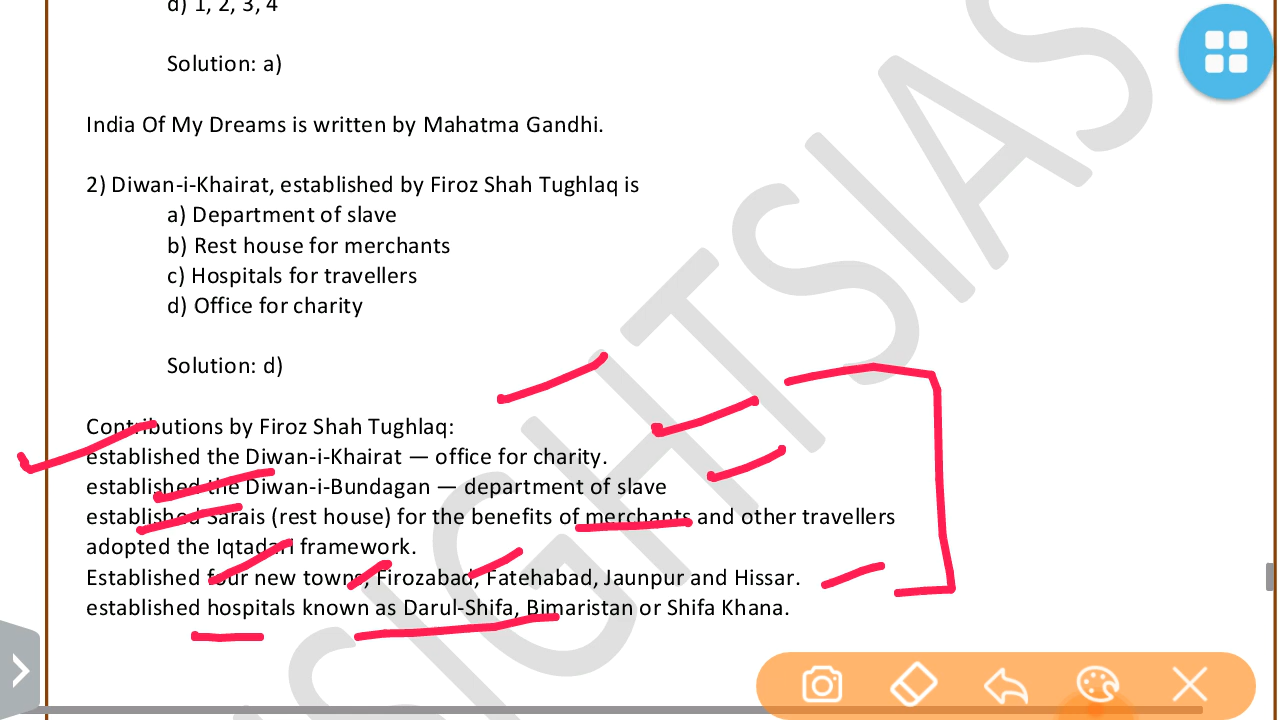 d) 1, 2, 3, 4
Solution: a)
India Of My Dreams is written by Mahatma Gandhi.
2) Diwan-i-Khairat, established by Firoz Shah Tughlaq is
a) Department of slave
b) Rest house for merchants
c) Hospitals for travellers
d) Office for charity
Solution: d)
Contributions by Firoz Shah Tughlaq:
established the Diwan-i-Khairat — office for charity.
established the Diwan-i-Bundagan — department of slave
established Sarais (rest house) for the benefits of merchants and other travellers
adopted the Iqtadari framework.
Established four new towns, Firozabad, Fatehabad, Jaunpur and Hissar.
established hospitals known as Darul-Shifa, Bimaristan or Shifa Khana.
SIGHTSIAS